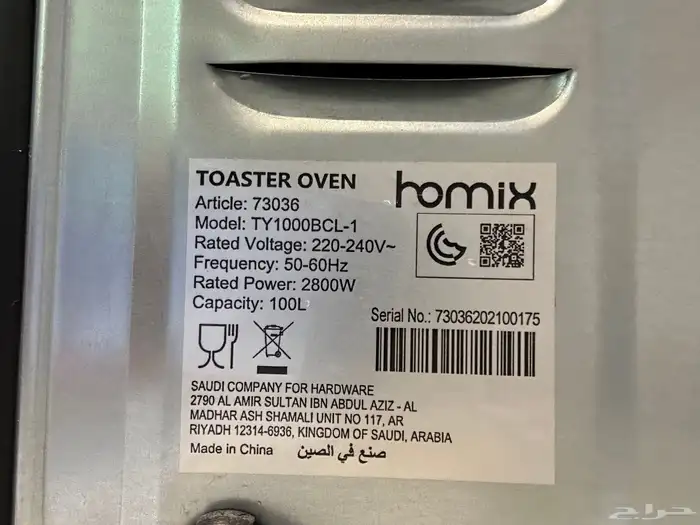 TOASTER OVEN
homix
Article: 73036
Model: TY1000BCL-1
Rated Voltage: 220-240V~
Frequency: 50-60Hz
Rated Power: 2800W
Capacity: 100L
Serial No.: 73036202100175
SAUDI COMPANY FOR HARDWARE
2790 AL AMIR SULTAN IBN ABDUL AZIZ - AL
MADHAR ASH SHAMALI UNIT NO 117, AR
RIYADH 12314-6936, KINGDOM OF SAUDI, ARABIA
Made in China صنع في الصين
حراج